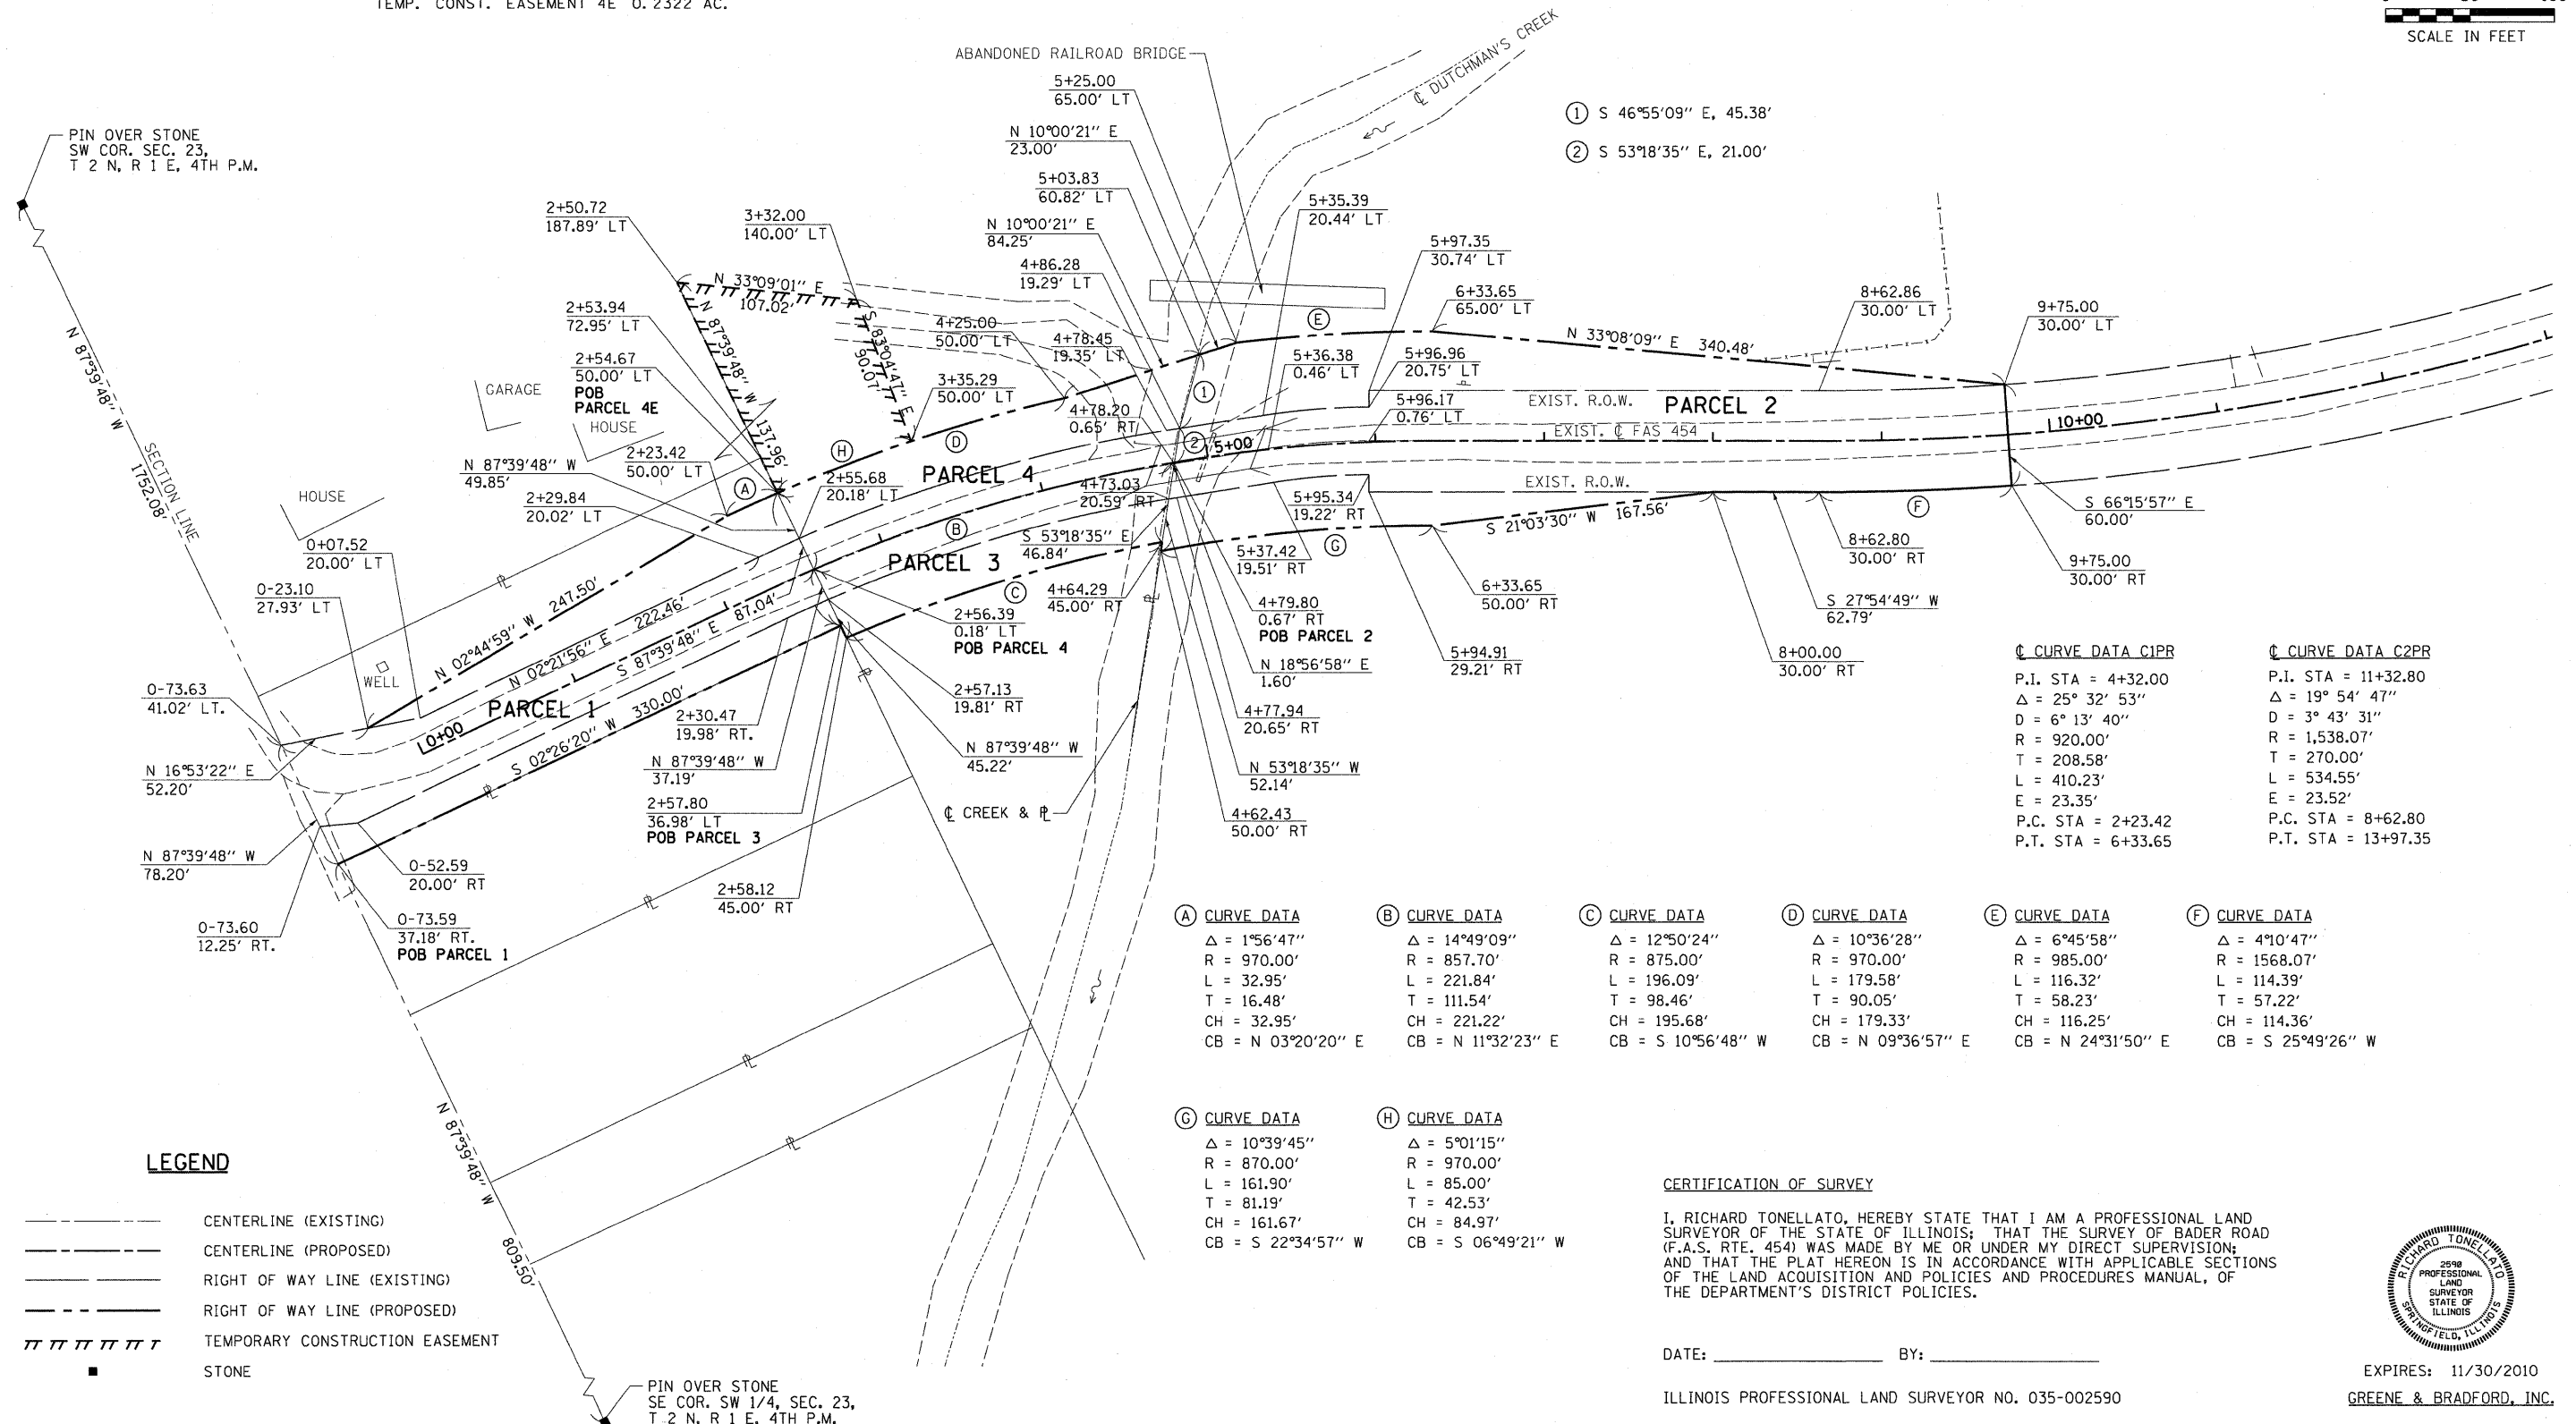 TEMP. CONST. EASEMENT 4E 0.2322 AC.
SCALE IN FEET
ABANDONED RAILROAD BRIDGE
℄ DUTCHMAN'S CREEK
5+25.00
65.00' LT
N 10°00'21" E
23.00'
5+03.83
60.82' LT
N 10°00'21" E
84.25'
4+86.28
19.29' LT
1 S 46°55'09" E, 45.38'
2 S 53°18'35" E, 21.00'
PIN OVER STONE
SW COR. SEC. 23,
T 2 N, R 1 E, 4TH P.M.
2+50.72
187.89' LT
3+32.00
140.00' LT
5+35.39
20.44' LT
5+97.35
30.74' LT
6+33.65
65.00' LT
8+62.86
30.00' LT
9+75.00
30.00' LT
N 33°09'01" E
107.02'
N 87°39'48" W
137.96'
S 83°04'47" E
90.07'
2+53.94
72.95' LT
2+54.67
50.00' LT
POB
PARCEL 4E
GARAGE
HOUSE
4+25.00
50.00' LT
4+78.45
19.35' LT
3+35.29
50.00' LT
4+78.20
0.65' RT
5+36.38
0.46' LT
5+96.96
20.75' LT
5+96.17
0.76' LT
E
N 33°08'09" E 340.48'
1
2
5+00
EXIST. R.O.W.
PARCEL 2
EXIST. ℄ FAS 454
10+00
EXIST. R.O.W.
N 87°39'48" W
SECTION LINE
1752.08'
N 87°39'48" W
49.85'
2+23.42
50.00' LT
A
H
D
PARCEL 4
2+55.68
20.18' LT
4+73.03
20.59' RT
HOUSE
2+29.84
20.02' LT
B
S 53°18'35" E
46.84'
5+95.34
19.22' RT
S 21°03'30" W 167.56'
F
S 66°15'57" E
60.00'
0+07.52
20.00' LT
℄
PARCEL 3
5+37.42
19.51' RT
G
8+62.80
30.00' RT
9+75.00
30.00' RT
0-23.10
27.93' LT
N 02°44'59" W 247.50'
C
4+64.29
45.00' RT
6+33.65
50.00' RT
S 27°54'49" W
62.79'
N 02°21'56" E 222.46'
S 87°39'48" E 87.04'
2+56.39
0.18' LT
POB PARCEL 4
4+79.80
0.67' RT
POB PARCEL 2
5+94.91
29.21' RT
8+00.00
30.00' RT
WELL
0-73.63
41.02' LT.
PARCEL 1
0+00
S 02°26'20" W 330.00'
2+57.13
19.81' RT
N 18°56'58" E
1.60'
2+30.47
19.98' RT.
4+77.94
20.65' RT
N 16°53'22" E
52.20'
N 87°39'48" W
37.19'
N 87°39'48" W
45.22'
N 53°18'35" W
52.14'
2+57.80
36.98' LT
POB PARCEL 3
℄ CREEK & ℄
4+62.43
50.00' RT
N 87°39'48" W
78.20'
0-52.59
20.00' RT
2+58.12
45.00' RT
0-73.60
12.25' RT.
0-73.59
37.18' RT.
POB PARCEL 1
℄ CURVE DATA C1PR
P.I. STA = 4+32.00
Δ = 25° 32' 53"
D = 6° 13' 40"
R = 920.00'
T = 208.58'
L = 410.23'
E = 23.35'
P.C. STA = 2+23.42
P.T. STA = 6+33.65
℄ CURVE DATA C2PR
P.I. STA = 11+32.80
Δ = 19° 54' 47"
D = 3° 43' 31"
R = 1,538.07'
T = 270.00'
L = 534.55'
E = 23.52'
P.C. STA = 8+62.80
P.T. STA = 13+97.35
A CURVE DATA
Δ = 1°56'47"
R = 970.00'
L = 32.95'
T = 16.48'
CH = 32.95'
CB = N 03°20'20" E
B CURVE DATA
Δ = 14°49'09"
R = 857.70'
L = 221.84'
T = 111.54'
CH = 221.22'
CB = N 11°32'23" E
C CURVE DATA
Δ = 12°50'24"
R = 875.00'
L = 196.09'
T = 98.46'
CH = 195.68'
CB = S 10°56'48" W
D CURVE DATA
Δ = 10°36'28"
R = 970.00'
L = 179.58'
T = 90.05'
CH = 179.33'
CB = N 09°36'57" E
E CURVE DATA
Δ = 6°45'58"
R = 985.00'
L = 116.32'
T = 58.23'
CH = 116.25'
CB = N 24°31'50" E
F CURVE DATA
Δ = 4°10'47"
R = 1568.07'
L = 114.39'
T = 57.22'
CH = 114.36'
CB = S 25°49'26" W
G CURVE DATA
Δ = 10°39'45"
R = 870.00'
L = 161.90'
T = 81.19'
CH = 161.67'
CB = S 22°34'57" W
H CURVE DATA
Δ = 5°01'15"
R = 970.00'
L = 85.00'
T = 42.53'
CH = 84.97'
CB = S 06°49'21" W
N 87°39'48" W
809.50'
LEGEND
CENTERLINE (EXISTING)
CENTERLINE (PROPOSED)
RIGHT OF WAY LINE (EXISTING)
RIGHT OF WAY LINE (PROPOSED)
TEMPORARY CONSTRUCTION EASEMENT
STONE
PIN OVER STONE
SE COR. SW 1/4, SEC. 23,
T 2 N, R 1 E, 4TH P.M.
CERTIFICATION OF SURVEY
I, RICHARD TONELLATO, HEREBY STATE THAT I AM A PROFESSIONAL LAND
SURVEYOR OF THE STATE OF ILLINOIS; THAT THE SURVEY OF BADER ROAD
(F.A.S. RTE. 454) WAS MADE BY ME OR UNDER MY DIRECT SUPERVISION;
AND THAT THE PLAT HEREON IS IN ACCORDANCE WITH APPLICABLE SECTIONS
OF THE LAND ACQUISITION AND POLICIES AND PROCEDURES MANUAL, OF
THE DEPARTMENT'S DISTRICT POLICIES.
DATE: BY:
ILLINOIS PROFESSIONAL LAND SURVEYOR NO. 035-002590
RICHARD TONELLATO
2590
PROFESSIONAL
LAND
SURVEYOR
STATE OF
ILLINOIS
SPRINGFIELD, ILLINOIS
EXPIRES: 11/30/2010
GREENE & BRADFORD, INC.